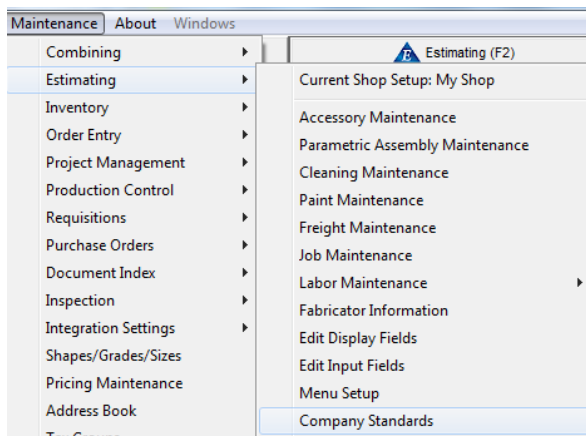 Maintenance About Windows
Combining
Estimating
Inventory
Order Entry
Project Management
Production Control
Requisitions
Purchase Orders
Document Index
Inspection
Integration Settings
Shapes/Grades/Sizes
Pricing Maintenance
Address Book
E Estimating (F2)
Current Shop Setup: My Shop
Accessory Maintenance
Parametric Assembly Maintenance
Cleaning Maintenance
Paint Maintenance
Freight Maintenance
Job Maintenance
Labor Maintenance
Fabricator Information
Edit Display Fields
Edit Input Fields
Menu Setup
Company Standards